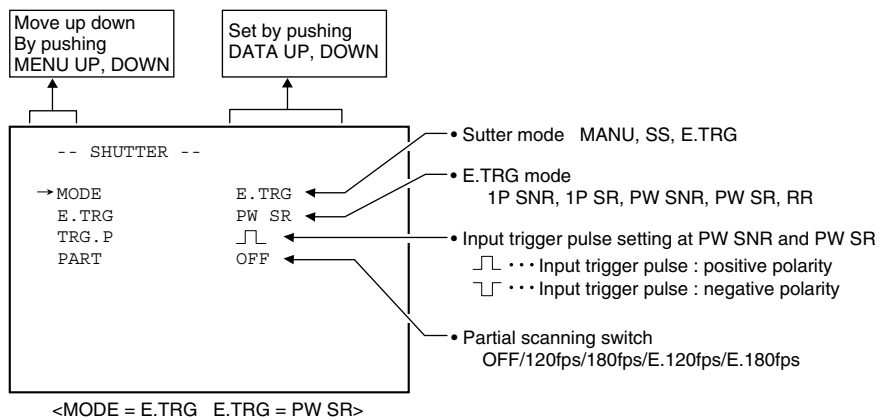 Move up down
By pushing
MENU UP, DOWN
Set by pushing
DATA UP, DOWN
-- SHUTTER --
→MODE E.TRG
E.TRG PW SR
TRG.P
PART OFF
• Sutter mode MANU, SS, E.TRG
• E.TRG mode
1P SNR, 1P SR, PW SNR, PW SR, RR
• Input trigger pulse setting at PW SNR and PW SR
··· Input trigger pulse : positive polarity
··· Input trigger pulse : negative polarity
• Partial scanning switch
OFF/120fps/180fps/E.120fps/E.180fps
<MODE = E.TRG E.TRG = PW SR>